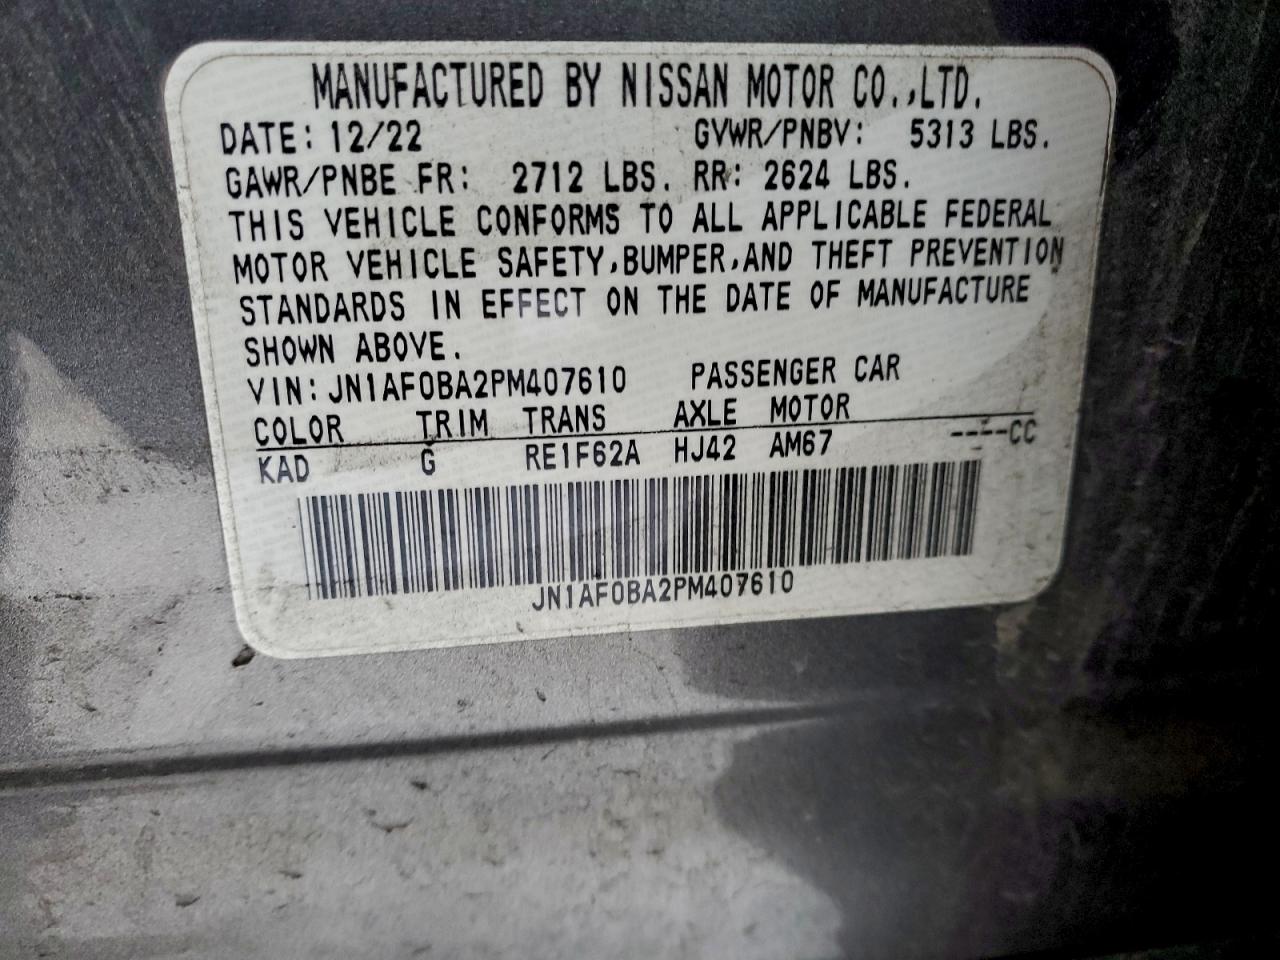 MANUFACTURED BY NISSAN MOTOR CO.,LTD.
DATE: 12/22 GVWR/PNBV: 5313 LBS.
GAWR/PNBE FR: 2712 LBS. RR: 2624 LBS.
THIS VEHICLE CONFORMS TO ALL APPLICABLE FEDERAL
MOTOR VEHICLE SAFETY,BUMPER,AND THEFT PREVENTION
STANDARDS IN EFFECT ON THE DATE OF MANUFACTURE
SHOWN ABOVE.
VIN: JN1AF0BA2PM407610 PASSENGER CAR
COLOR TRIM TRANS AXLE MOTOR
KAD G RE1F62A HJ42 AM67 ----CC
JN1AF0BA2PM407610